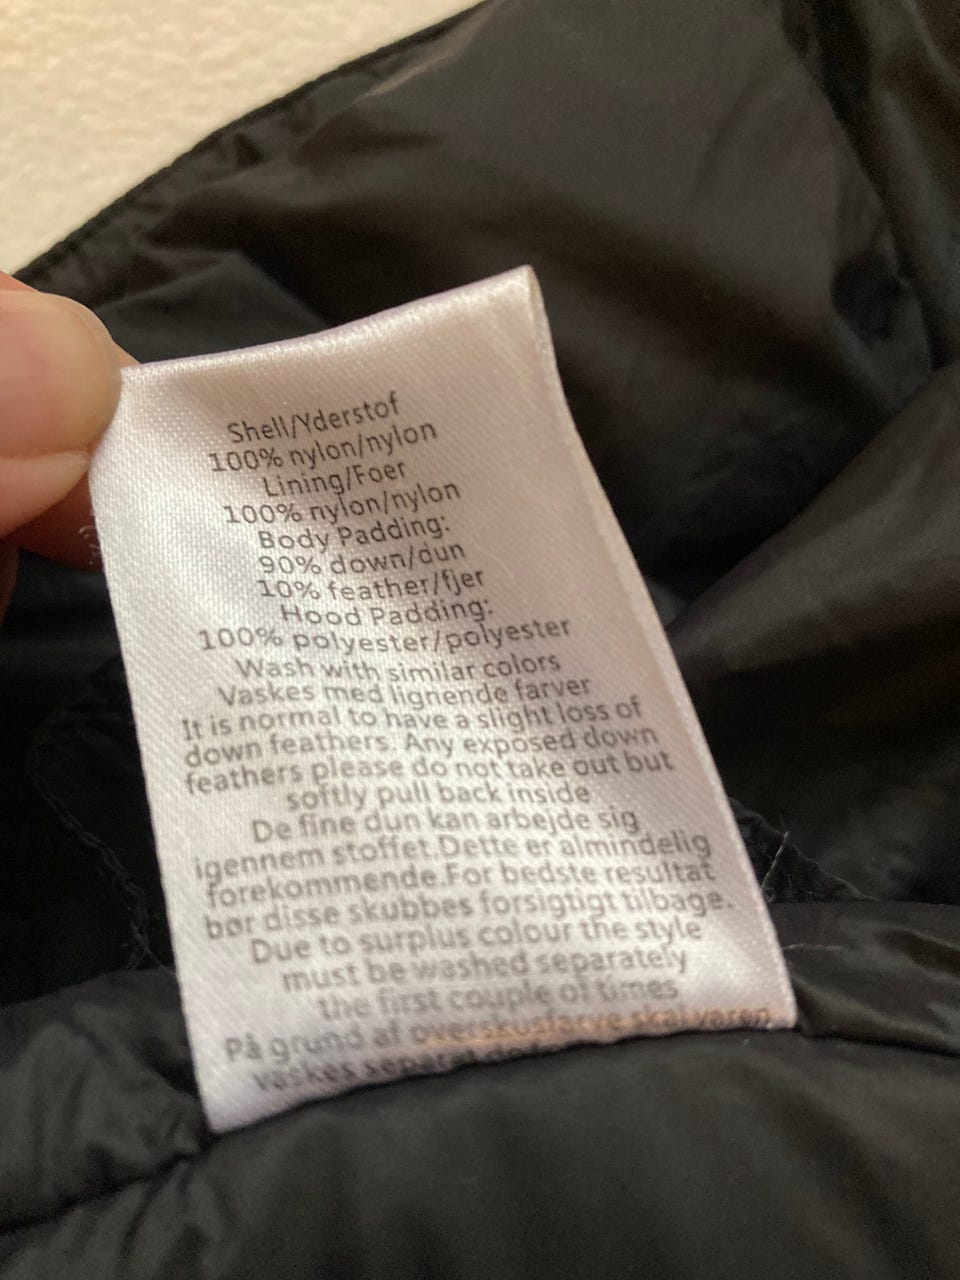 Shell/Yderstof
100% nylon/nylon
Lining/Foer
100% nylon/nylon
Body Padding:
90% down/dun
10% feather/fjer
Hood Padding:
100% polyester/polyester
Wash with similar colors
Vaskes med lignende farver
It is normal to have a slight loss of
down feathers. Any exposed down
feathers please do not take out but
softly pull back inside
De fine dun kan arbejde sig
igennem stoffet.Dette er almindelig
forekommende.For bedste resultat
bør disse skubbes forsigtigt tilbage.
Due to surplus colour the style
must be washed separately
the first couple of times
På grund af overskusfarve skal varen
vaskes separat